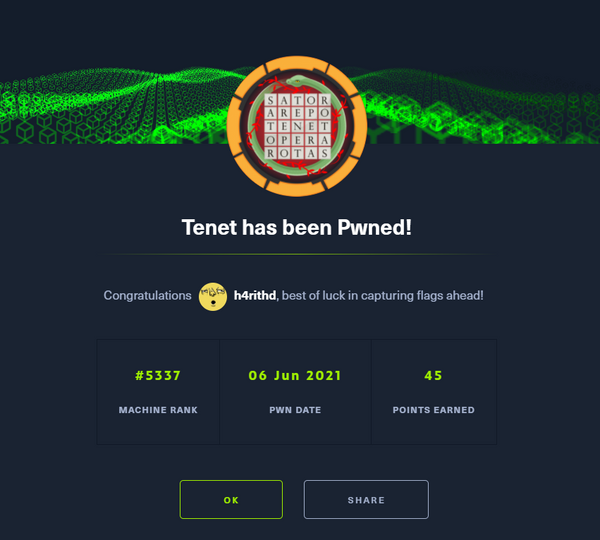 SATOR
AREPO
TENET
OPERA
ROTAS
Tenet has been Pwned!
Congratulations h4rithd, best of luck in capturing flags ahead!
#5337 06 Jun 2021 45
MACHINE RANK PWN DATE POINTS EARNED
OK SHARE